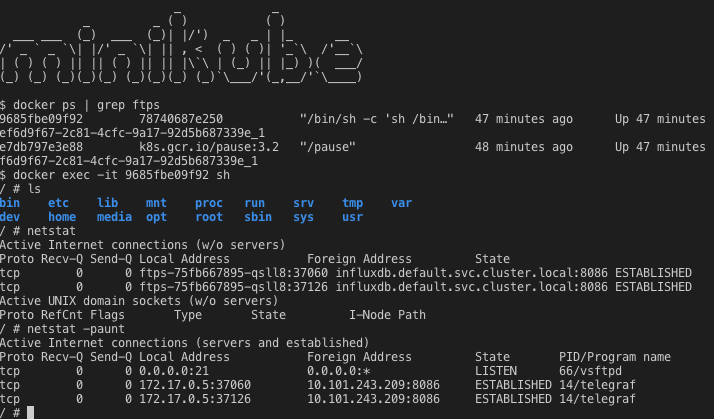 _             _
        _         _ ( )           ( )
  ___ ___  (_)  ___  (_)| |/')  _   _ | |_      __
/' _ ` _ `\| |/' _ `\| || , <  ( ) ( )| '_`\  /'__`\
| ( ) ( ) || || ( ) || || |\`\ | (_) || |_) )(  ___/
(_) (_) (_)(_)(_) (_)(_)(_) (_)`\___/'(_,__/'`\____)
$ docker ps | grep ftps
9685fbe09f92        78740687e250           "/bin/sh -c 'sh /bin…"   47 minutes ago      Up 47 minutes
ef6d9f67-2c81-4cfc-9a17-92d5b687339e_1
e7db797e3e88        k8s.gcr.io/pause:3.2   "/pause"                 48 minutes ago      Up 47 minutes
f6d9f67-2c81-4cfc-9a17-92d5b687339e_1
$ docker exec -it 9685fbe09f92 sh
/ # ls
bin    etc    lib    mnt    proc   run    srv    tmp    var
dev    home   media  opt    root   sbin   sys    usr
/ # netstat
Active Internet connections (w/o servers)
Proto Recv-Q Send-Q Local Address           Foreign Address         State
tcp        0      0 ftps-75fb667895-qsll8:37060 influxdb.default.svc.cluster.local:8086 ESTABLISHED
tcp        0      0 ftps-75fb667895-qsll8:37126 influxdb.default.svc.cluster.local:8086 ESTABLISHED
Active UNIX domain sockets (w/o servers)
Proto RefCnt Flags       Type       State         I-Node Path
/ # netstat -paunt
Active Internet connections (servers and established)
Proto Recv-Q Send-Q Local Address           Foreign Address         State       PID/Program name
tcp        0      0 0.0.0.0:21              0.0.0.0:*               LISTEN      66/vsftpd
tcp        0      0 172.17.0.5:37060        10.101.243.209:8086     ESTABLISHED 14/telegraf
tcp        0      0 172.17.0.5:37126        10.101.243.209:8086     ESTABLISHED 14/telegraf
/ #